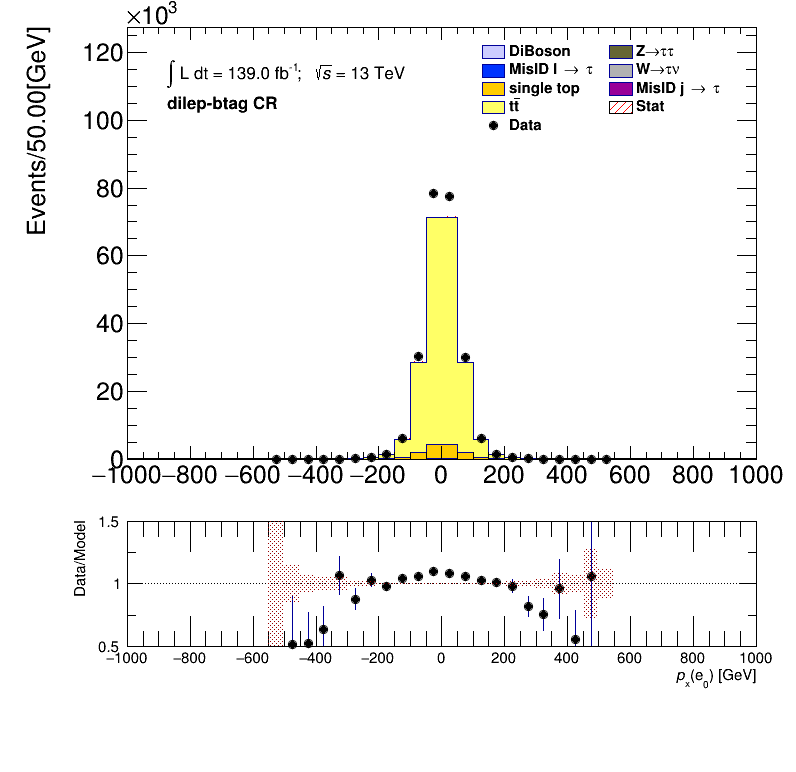 ×10³
Events/50.00[GeV]
120
100
80
60
40
20
0
∫ L dt = 139.0 fb⁻¹; √s = 13 TeV
dilep-btag CR
DiBoson
MisID l → τ
single top
tt̄
Data
Z→ττ
W→τν
MisID j → τ
Stat
−1000 −800 −600 −400 −200 0 200 400 600 800 1000
Data/Model
1.5
1
0.5
−1000 −800 −600 −400 −200 0 200 400 600 800 1000
pₓ(e₀) [GeV]